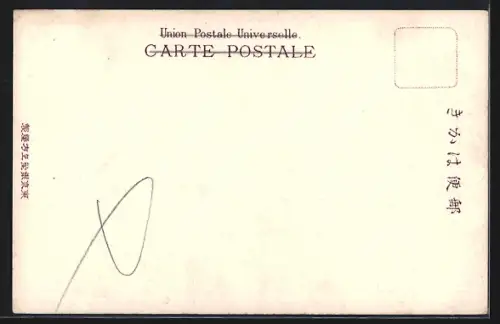 Union Postale Universelle.
CARTE POSTALE
きかは便郵